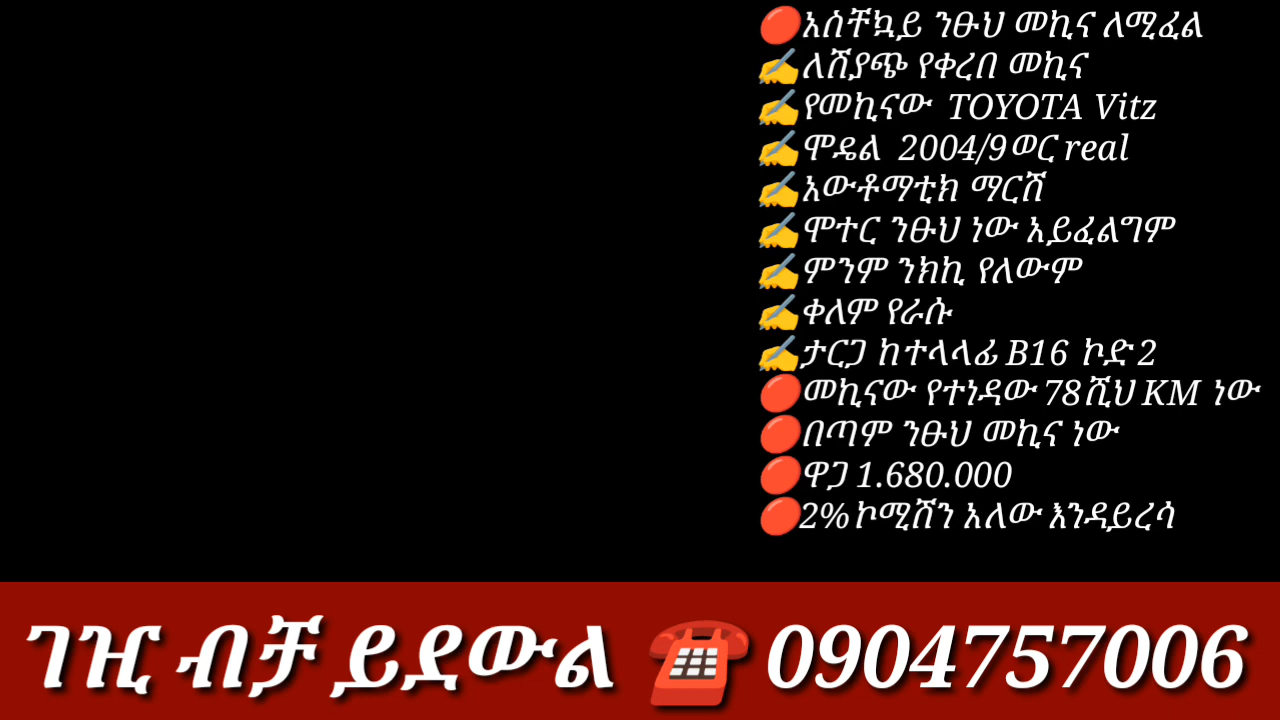 🔴አሰቸኳይ ንፁህ መኪና ለሚፈል
✍ለሽያጭ የቀረበ መኪና
✍የመኪናው TOYOTA Vitz
✍ሞዴል 2004/9ወር real
✍አውቶማቲክ ማርሽ
✍ሞተር ንፁህ ነው አይፈልግም
✍ምንም ንክኪ የለውም
✍ቀለም የራሱ
✍ታርጋ ከተላላፊ B16 ኮድ 2
🔴መኪናው የተነዳው 78ሺህ KM ነው
🔴በጣም ንፁህ መኪና ነው
🔴ዋጋ 1.680.000
🔴2%ኮሚሽን አለው እንዳይረሳ
ገዢ ብቻ ይደውል ☎ 0904757006